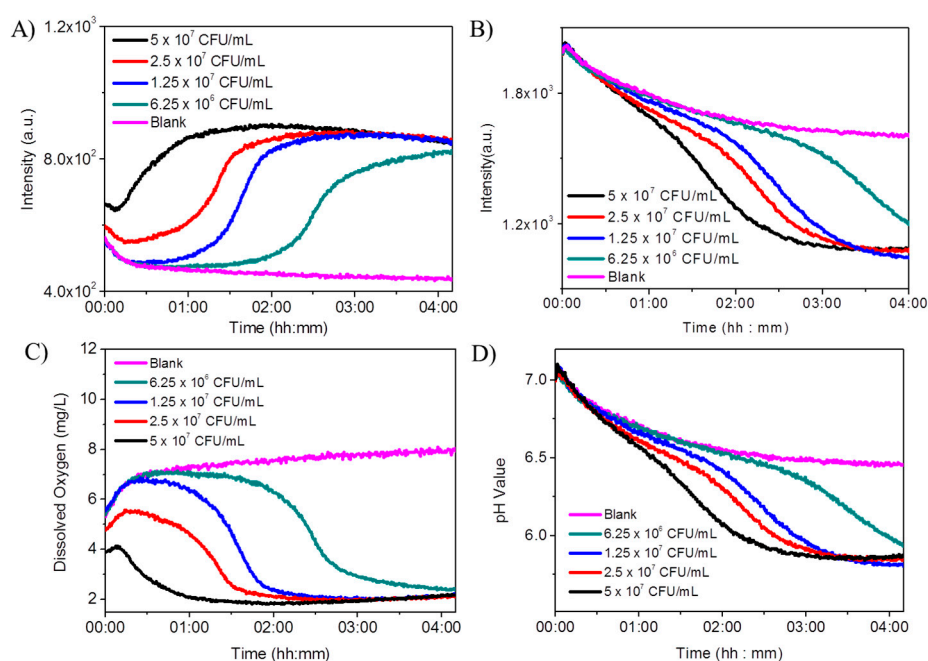 A)
1.2x10³
8.0x10²
4.0x10²
Intensity (a.u.)
5 x 10⁷ CFU/mL
2.5 x 10⁷ CFU/mL
1.25 x 10⁷ CFU/mL
6.25 x 10⁶ CFU/mL
Blank
00:00 01:00 02:00 03:00 04:00
Time (hh:mm)
B)
1.8x10³
1.2x10³
Intensity(a.u.)
5 x 10⁷ CFU/mL
2.5 x 10⁷ CFU/mL
1.25 x 10⁷ CFU/mL
6.25 x 10⁶ CFU/mL
Blank
00:00 01:00 02:00 03:00 04:00
Time (hh : mm)
C)
12
10
8
6
4
2
Dissolved Oxygen (mg/L)
Blank
6.25 x 10⁶ CFU/mL
1.25 x 10⁷ CFU/mL
2.5 x 10⁷ CFU/mL
5 x 10⁷ CFU/mL
00:00 01:00 02:00 03:00 04:00
Time (hh:mm)
D)
7.0
6.5
6.0
pH Value
Blank
6.25 x 10⁶ CFU/mL
1.25 x 10⁷ CFU/mL
2.5 x 10⁷ CFU/mL
5 x 10⁷ CFU/mL
00:00 01:00 02:00 03:00 04:00
Time (hh : mm)